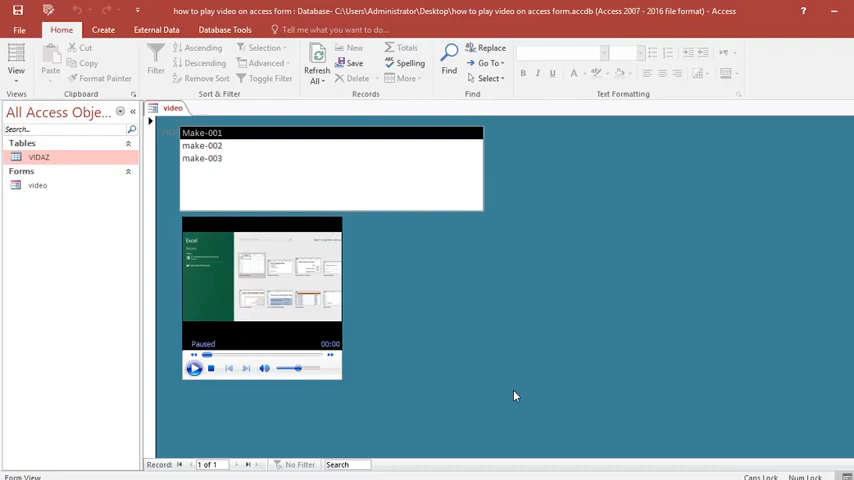 how to play video on access form : Database- C:\Users\Administrator\Desktop\how to play video on access form.accdb (Access 2007 - 2016 file format) - Access
File Home Create External Data Database Tools Tell me what you want to do...
View
Views
Paste
Cut
Copy
Format Painter
Clipboard
Filter
Ascending
Descending
Remove Sort
Selection
Advanced
Toggle Filter
Sort & Filter
Refresh
All
New
Save
Delete
Totals
Spelling
More
Records
Find
Replace
Go To
Select
Find
B I U A
Text Formatting
All Access Obje...
Search...
Tables
VIDAZ
Forms
video
video
Make-001
make-002
make-003
Excel
Paused 00:00
Record: 1 of 1 No Filter Search
Form View Caps Lock Num Lock